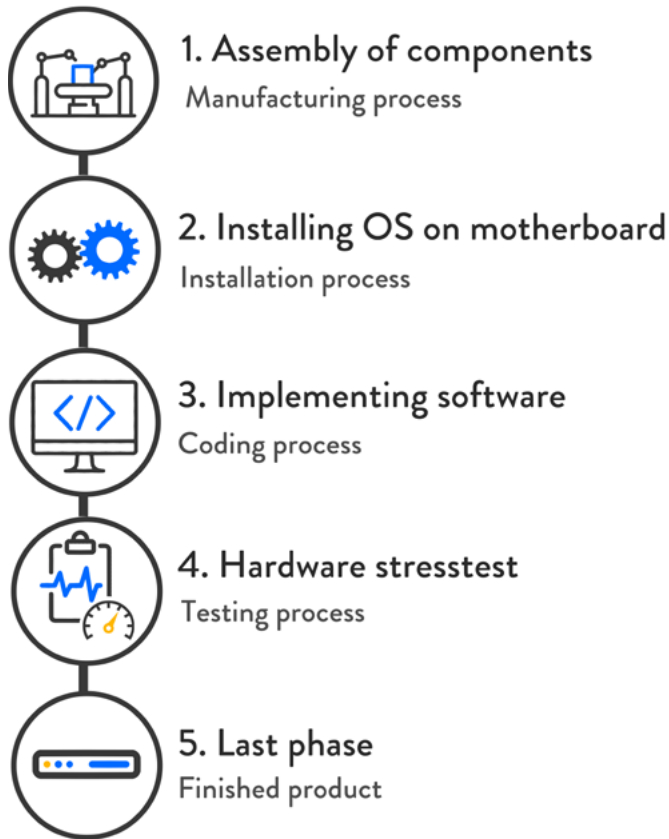 1. Assembly of components
Manufacturing process
2. Installing OS on motherboard
Installation process
3. Implementing software
</>
Coding process
4. Hardware stresstest
Testing process
5. Last phase
Finished product